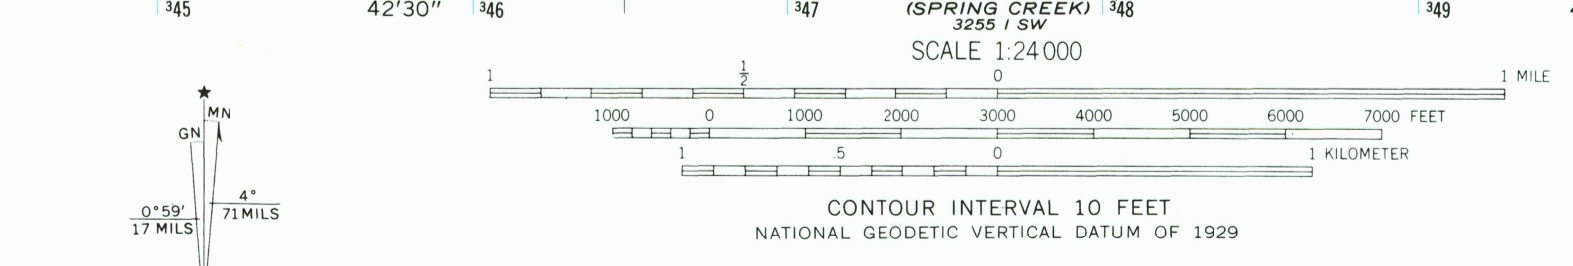 ³45 42'30" ³46 ³47 (SPRING CREEK) ³48 ³49
3255 I SW
SCALE 1:24 000
1 1/2 0 1 MILE
1000 0 1000 2000 3000 4000 5000 6000 7000 FEET
1 .5 0 1 KILOMETER
CONTOUR INTERVAL 10 FEET
NATIONAL GEODETIC VERTICAL DATUM OF 1929
★
MN
GN
4°
71 MILS
0°59'
17 MILS